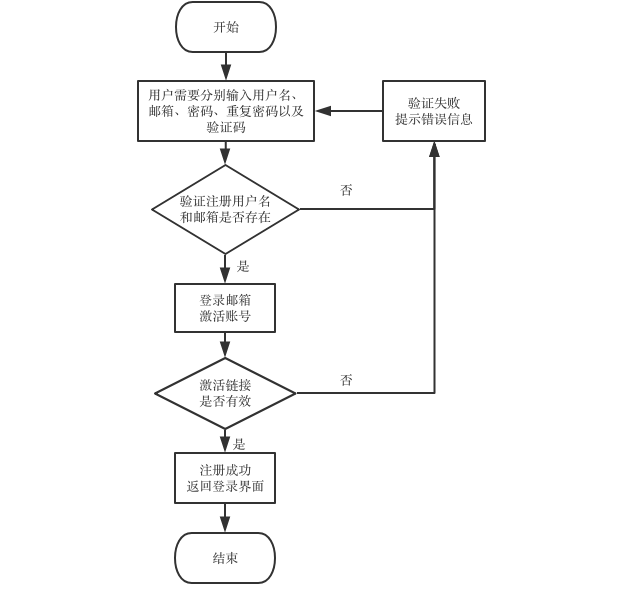 开始
用户需要分别输入用户名、
邮箱、密码、重复密码以及
验证码
验证失败
提示错误信息
验证注册用户名
和邮箱是否存在
否
是
登录邮箱
激活账号
激活链接
是否有效
否
是
注册成功
返回登录界面
结束